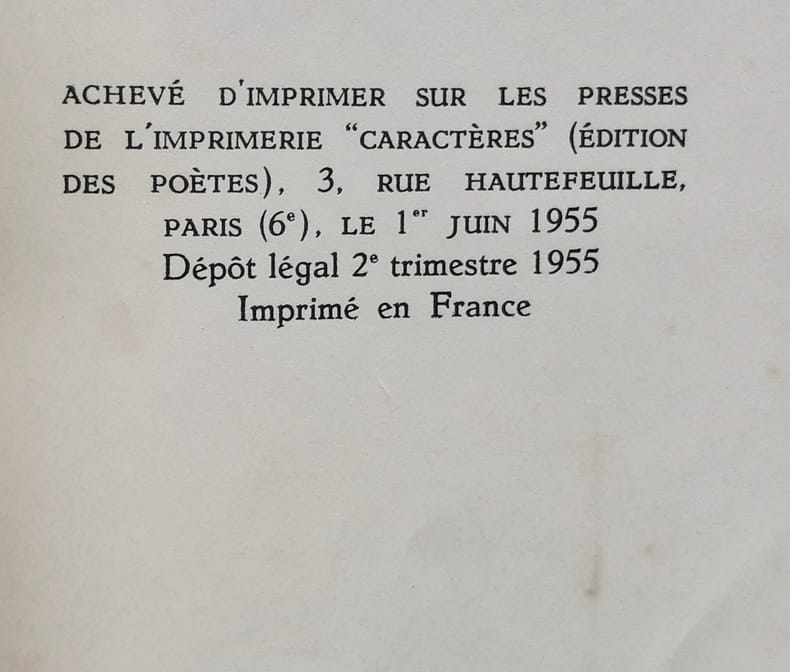 ACHEVÉ D'IMPRIMER SUR LES PRESSES
DE L'IMPRIMERIE “CARACTÈRES” (ÉDITION
DES POÈTES), 3, RUE HAUTEFEUILLE,
PARIS (6ᵉ), LE 1ᵉʳ JUIN 1955
Dépôt légal 2ᵉ trimestre 1955
Imprimé en France